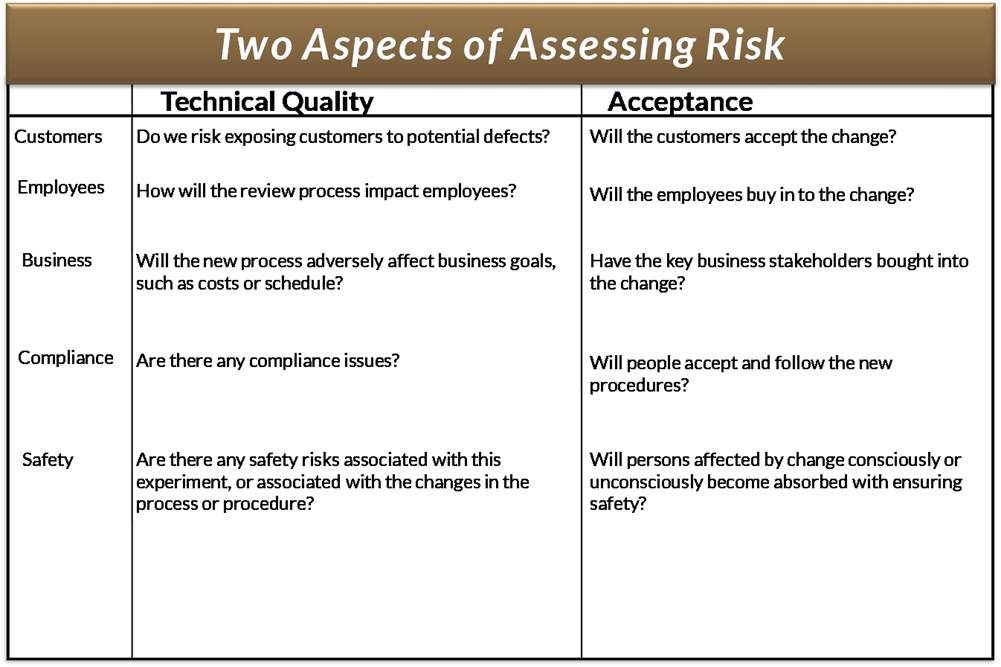 Two Aspects of Assessing Risk
Technical Quality
Acceptance
Customers
Do we risk exposing customers to potential defects?
Will the customers accept the change?
Employees
How will the review process impact employees?
Will the employees buy in to the change?
Business
Will the new process adversely affect business goals,
such as costs or schedule?
Have the key business stakeholders bought into
the change?
Compliance
Are there any compliance issues?
Will people accept and follow the new
procedures?
Safety
Are there any safety risks associated with this
experiment, or associated with the changes in the
process or procedure?
Will persons affected by change consciously or
unconsciously become absorbed with ensuring
safety?